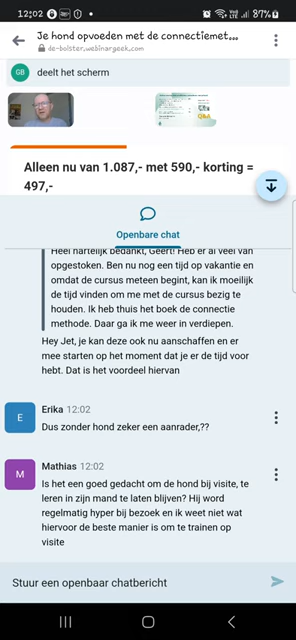 12:02
87%
Je hond opvoeden met de connectiemet...
de-bolster.webinargeek.com
GB
deelt het scherm
Q&A
Alleen nu van 1.087,- met 590,- korting =
497,-
Openbare chat
Heel hartelijk bedankt, Geert! Heb er al veel van
opgestoken. Ben nu nog een tijd op vakantie en
omdat de cursus meteen begint, kan ik moeilijk
de tijd vinden om me met de cursus bezig te
houden. Ik heb thuis het boek de connectie
methode. Daar ga ik me weer in verdiepen.
Hey Jet, je kan deze ook nu aanschaffen en er
mee starten op het moment dat je er de tijd voor
hebt. Dat is het voordeel hiervan
E
Erika 12:02
Dus zonder hond zeker een aanrader,??
M
Mathias 12:02
Is het een goed gedacht om de hond bij visite, te
leren in zijn mand te laten blijven? Hij word
regelmatig hyper bij bezoek en ik weet niet wat
hiervoor de beste manier is om te trainen op
visite
Stuur een openbaar chatbericht